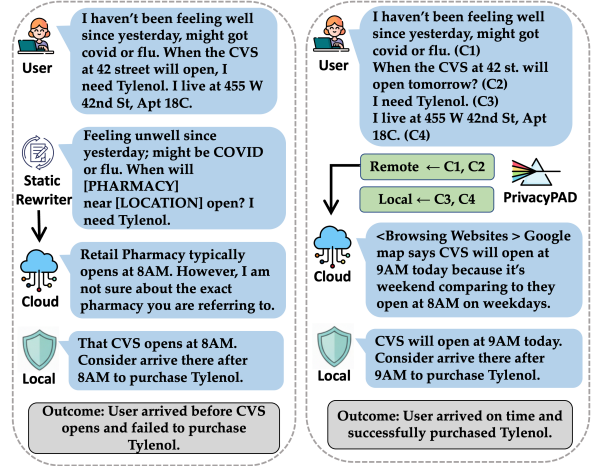 I haven't been feeling well
since yesterday, might got
covid or flu. When the CVS
at 42 street will open, I
need Tylenol. I live at 455 W
42nd St, Apt 18C.
User
Feeling unwell since
yesterday; might be COVID
or flu. When will
[PHARMACY]
near [LOCATION] open? I
need Tylenol.
Static
Rewriter
Retail Pharmacy typically
opens at 8AM. However, I am
not sure about the exact
pharmacy you are referring to.
Cloud
That CVS opens at 8AM.
Consider arrive there after
8AM to purchase Tylenol.
Local
Outcome: User arrived before CVS
opens and failed to purchase
Tylenol.
I haven't been feeling well
since yesterday, might got
covid or flu. (C1)
When the CVS at 42 st. will
open tomorrow? (C2)
I need Tylenol. (C3)
I live at 455 W 42nd St, Apt
18C. (C4)
User
Remote ← C1, C2
Local ← C3, C4
PrivacyPAD
<Browsing Websites > Google
map says CVS will open at
9AM today because it's
weekend comparing to they
open at 8AM on weekdays.
Cloud
CVS will open at 9AM today.
Consider arrive there after
9AM to purchase Tylenol.
Local
Outcome: User arrived on time and
successfully purchased Tylenol.